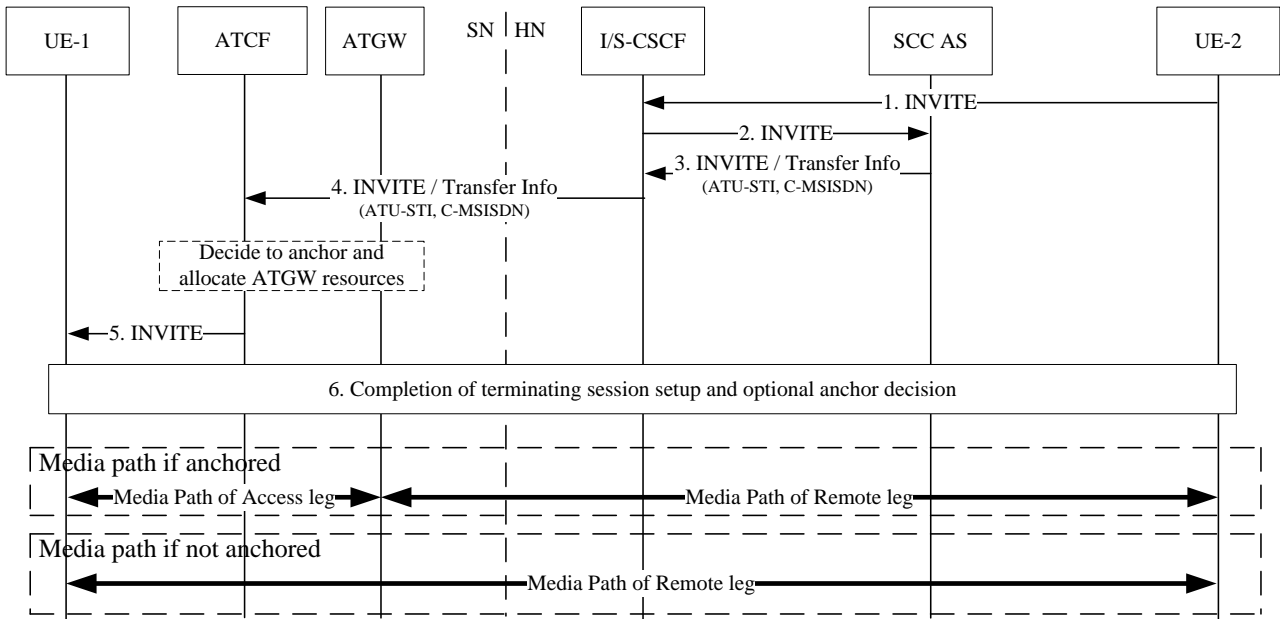 UE-1
ATCF
ATGW
SN
HN
I/S-CSCF
SCC AS
UE-2
1. INVITE
2. INVITE
3. INVITE / Transfer Info
(ATU-STI, C-MSISDN)
4. INVITE / Transfer Info
(ATU-STI, C-MSISDN)
Decide to anchor and
allocate ATGW resources
5. INVITE
6. Completion of terminating session setup and optional anchor decision
Media path if anchored
Media Path of Access leg
Media Path of Remote leg
Media path if not anchored
Media Path of Remote leg